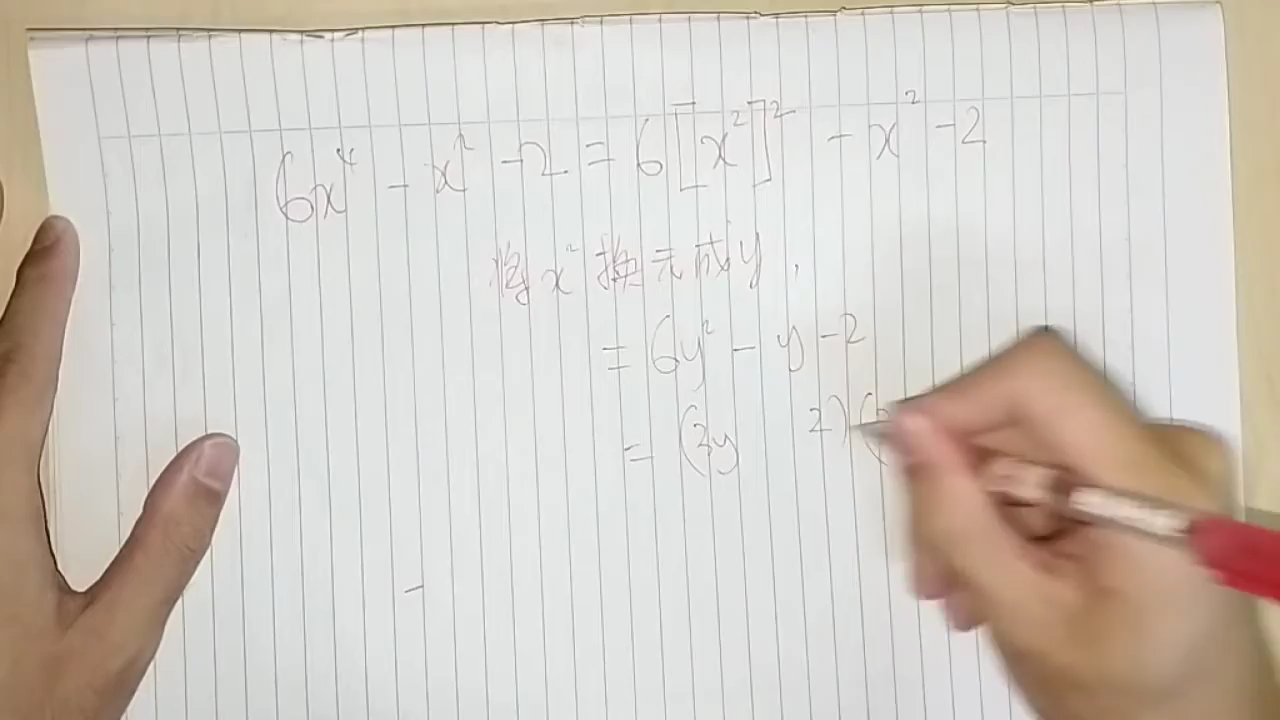 6x⁴ - x² - 2 = 6[x²]² - x² - 2
将x²换元成y,
= 6y² - y - 2
= (3y 2)(